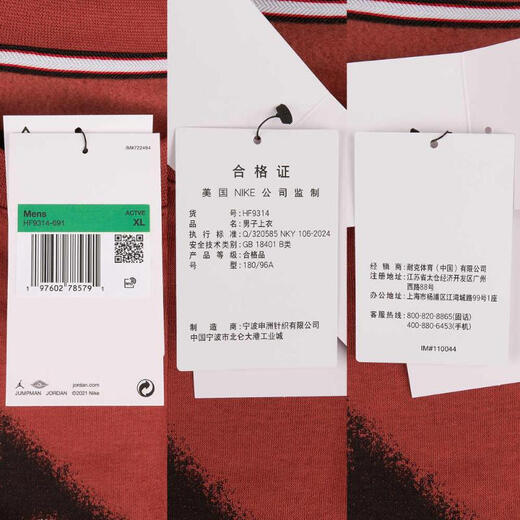 IM#722494
Mens
HF9314-691
ACTVE
XL
1 97602 78579 1
JUMPMAN JORDAN
jordan.com
©2021 Nike
合格证
美国 NIKE 公司监制
货号:HF9314
品名:男子上衣
执行标准:Q/320585 NKY 106-2024
安全技术类别:GB 18401 B类
等级:合格品
型号:180/96A
制造商:宁波申洲针织有限公司
中国宁波市北仑大港工业城
经销商:耐克体育(中国)有限公司
注册地址:江苏省太仓经济开发区广州
西路88号
办公地址:上海市杨浦区江湾城路99号1座
客服热线:800-820-8865(固话)
400-880-6453(手机)
IM#110044